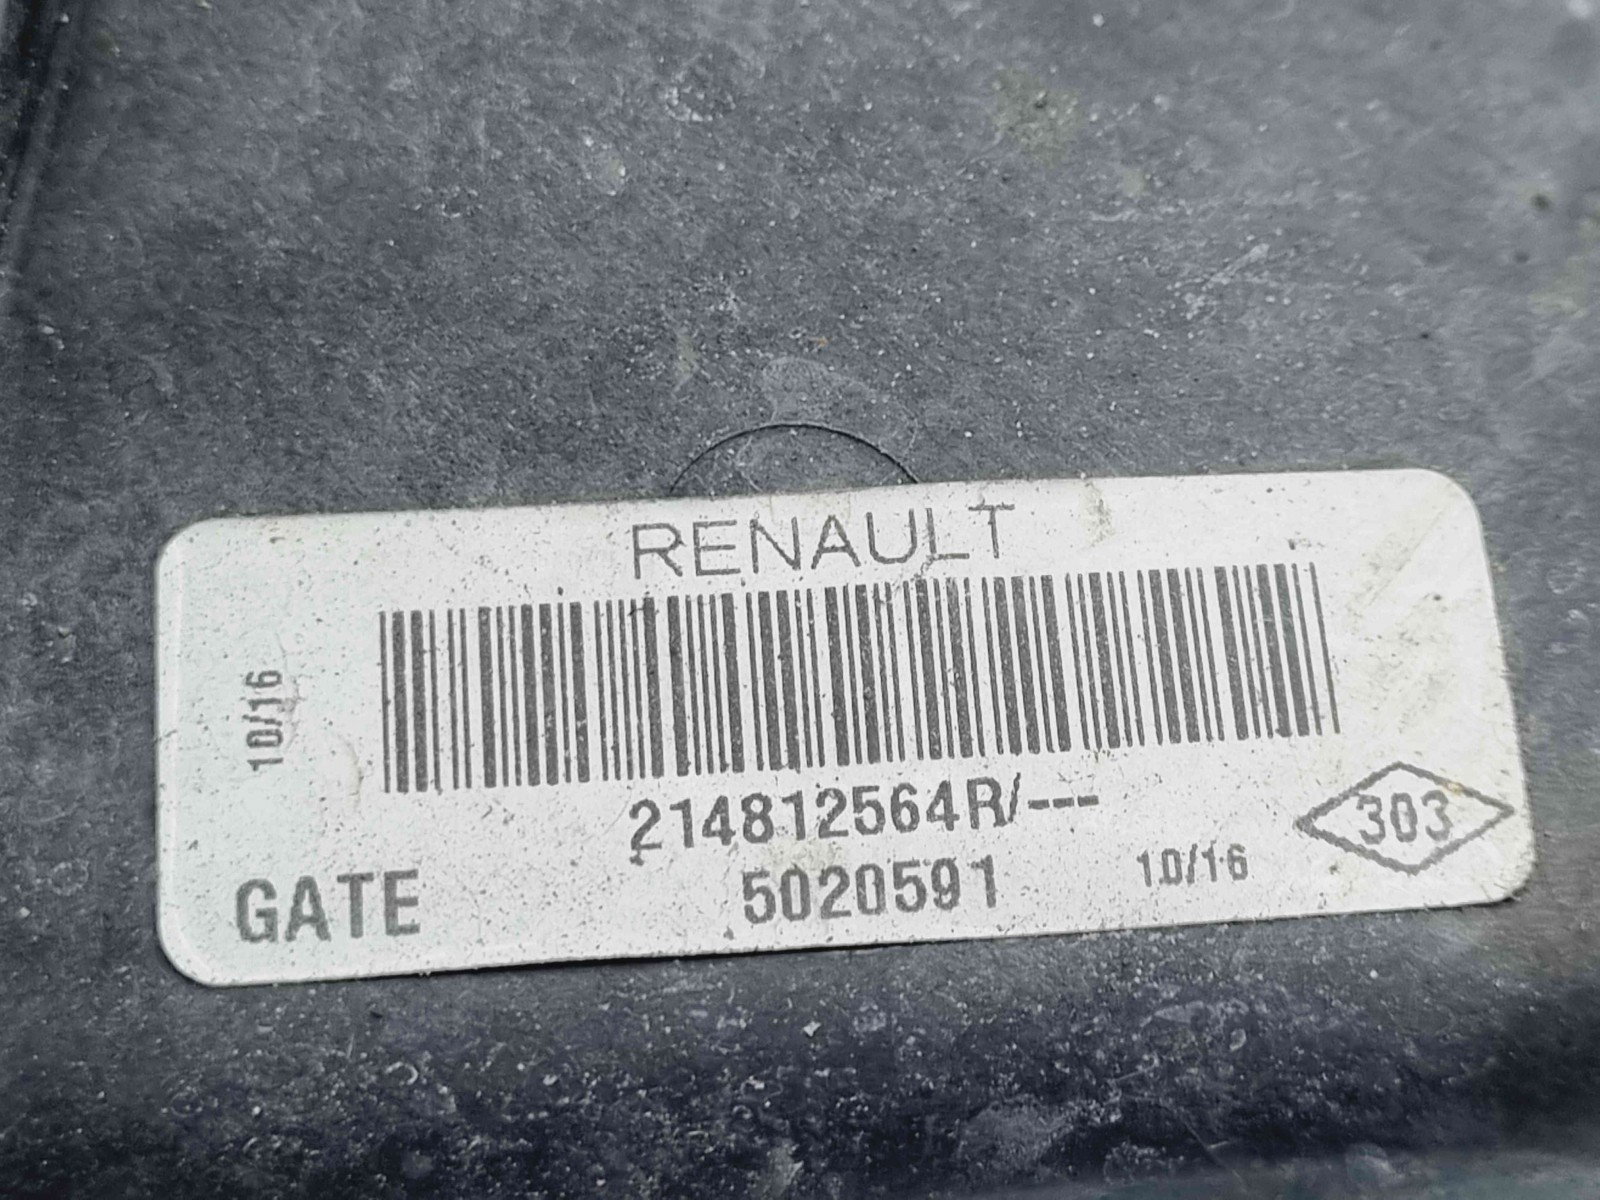 RENAULT
10/16
214812564R/---
303
GATE 5020591 10/16